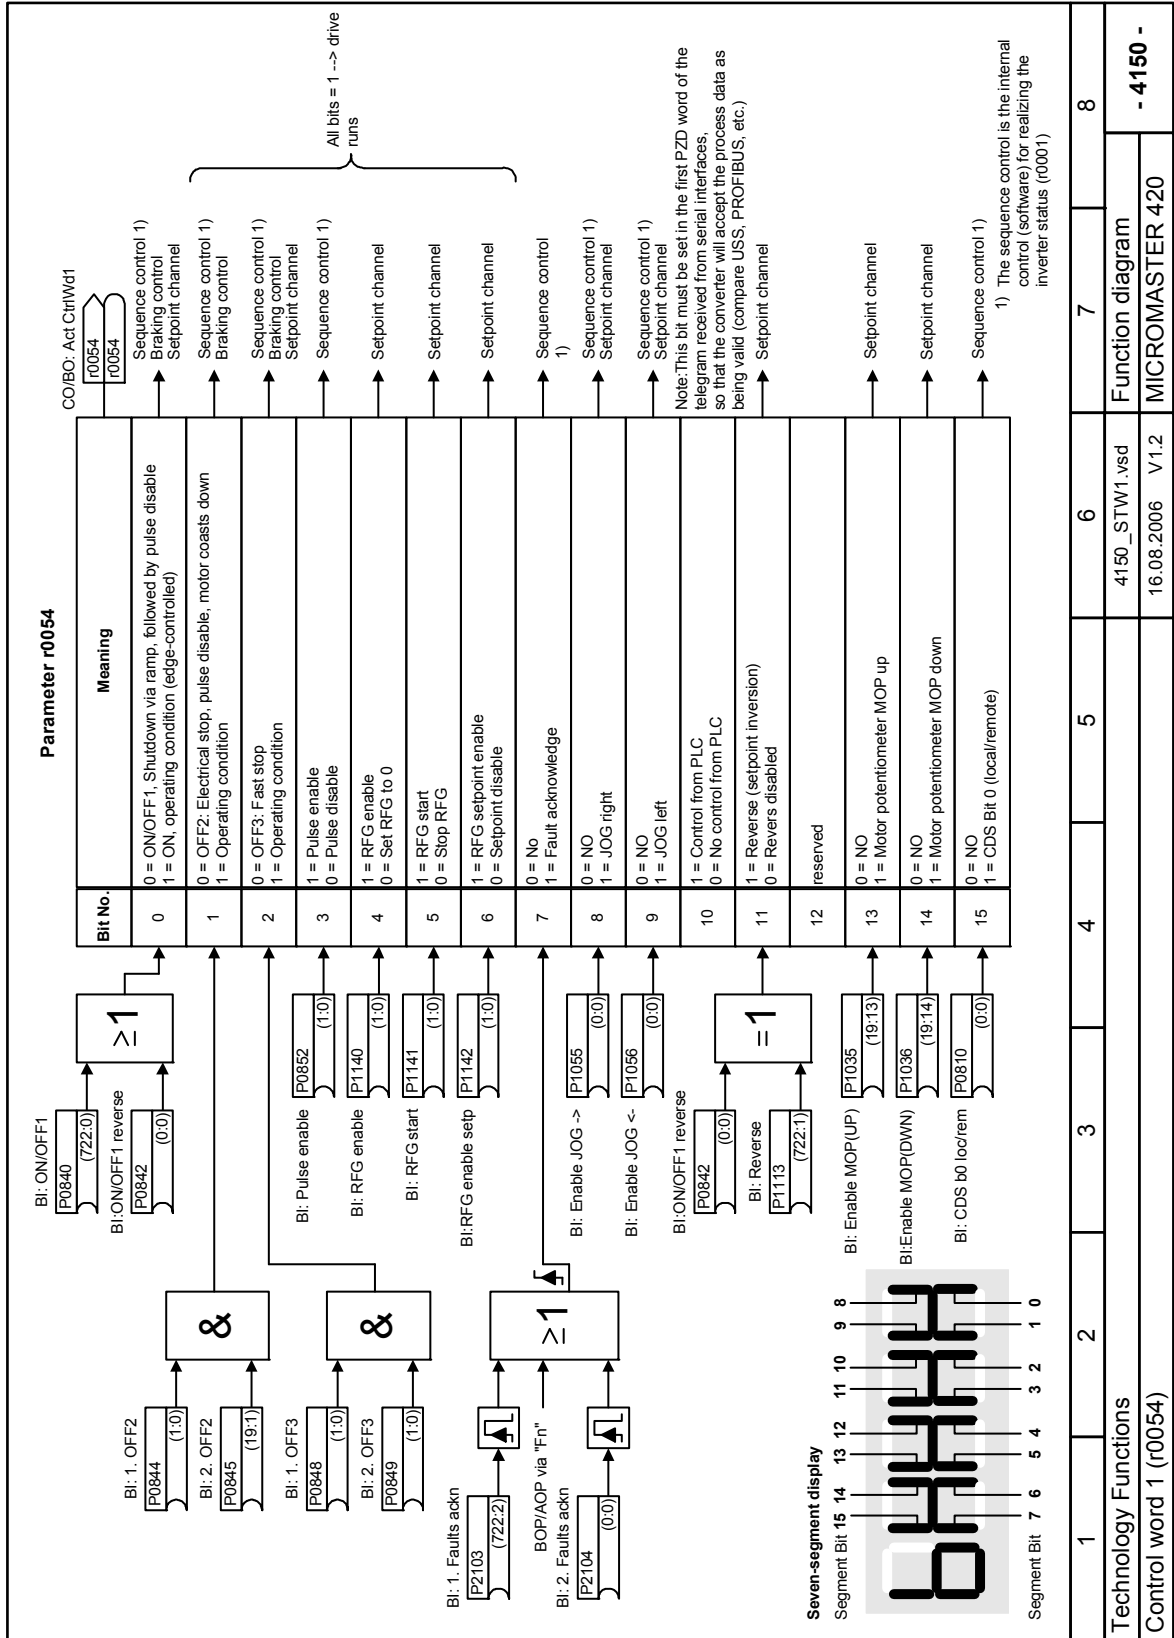 Parameter r0054
CO/BO: Act CtrlWd1
r0054
r0054
Bit No.
Meaning
BI: ON/OFF1
P0840
(722:0)
BI:ON/OFF1 reverse
P0842
(0:0)
≥1
0
0 = ON/OFF1, Shutdown via ramp, followed by pulse disable
1 = ON, operating condition (edge-controlled)
Sequence control 1)
Braking control
Setpoint channel
BI: 1. OFF2
P0844
(1:0)
BI: 2. OFF2
P0845
(19:1)
&
1
0 = OFF2: Electrical stop, pulse disable, motor coasts down
1 = Operating condition
Sequence control 1)
Braking control
BI: 1. OFF3
P0848
(1:0)
BI: 2. OFF3
P0849
(1:0)
&
2
0 = OFF3: Fast stop
1 = Operating condition
Sequence control 1)
Braking control
Setpoint channel
BI: Pulse enable
P0852
(1:0)
3
1 = Pulse enable
0 = Pulse disable
Sequence control 1)
BI: RFG enable
P1140
(1:0)
4
1 = RFG enable
0 = Set RFG to 0
Setpoint channel
BI: RFG start
P1141
(1:0)
5
1 = RFG start
0 = Stop RFG
Setpoint channel
BI:RFG enable setp
P1142
(1:0)
6
1 = RFG setpoint enable
0 = Setpoint disable
Setpoint channel
All bits = 1 --> drive
runs
BI: 1. Faults ackn
P2103
(722:2)
BOP/AOP via "Fn"
BI: 2. Faults ackn
P2104
(0:0)
≥1
7
0 = No
1 = Fault acknowledge
Sequence control
1)
BI: Enable JOG ->
P1055
(0:0)
8
0 = NO
1 = JOG right
Sequence control 1)
Setpoint channel
BI: Enable JOG <-
P1056
(0:0)
9
0 = NO
1 = JOG left
Sequence control 1)
Setpoint channel
10
1 = Control from PLC
0 = No control from PLC
Note:This bit must be set in the first PZD word of the
telegram received from serial interfaces,
so that the converter will accept the process data as
being valid (compare USS, PROFIBUS, etc.)
BI:ON/OFF1 reverse
P0842
(0:0)
BI: Reverse
P1113
(722:1)
=1
11
1 = Reverse (setpoint inversion)
0 = Revers disabled
Setpoint channel
12
reserved
BI: Enable MOP(UP)
P1035
(19:13)
13
0 = NO
1 = Motor potentiometer MOP up
Setpoint channel
BI:Enable MOP(DWN)
P1036
(19:14)
14
0 = NO
1 = Motor potentiometer MOP down
Setpoint channel
BI: CDS b0 loc/rem
P0810
(0:0)
15
0 = NO
1 = CDS Bit 0 (local/remote)
Sequence control 1)
1) The sequence control is the internal
control (software) for realizing the
inverter status (r0001)
Seven-segment display
Segment Bit 15 14 13 12 11 10 9 8
Segment Bit 7 6 5 4 3 2 1 0
1 2 3 4 5 6 7 8
Technology Functions
4150_STW1.vsd
Function diagram
- 4150 -
Control word 1 (r0054)
16.08.2006 V1.2
MICROMASTER 420